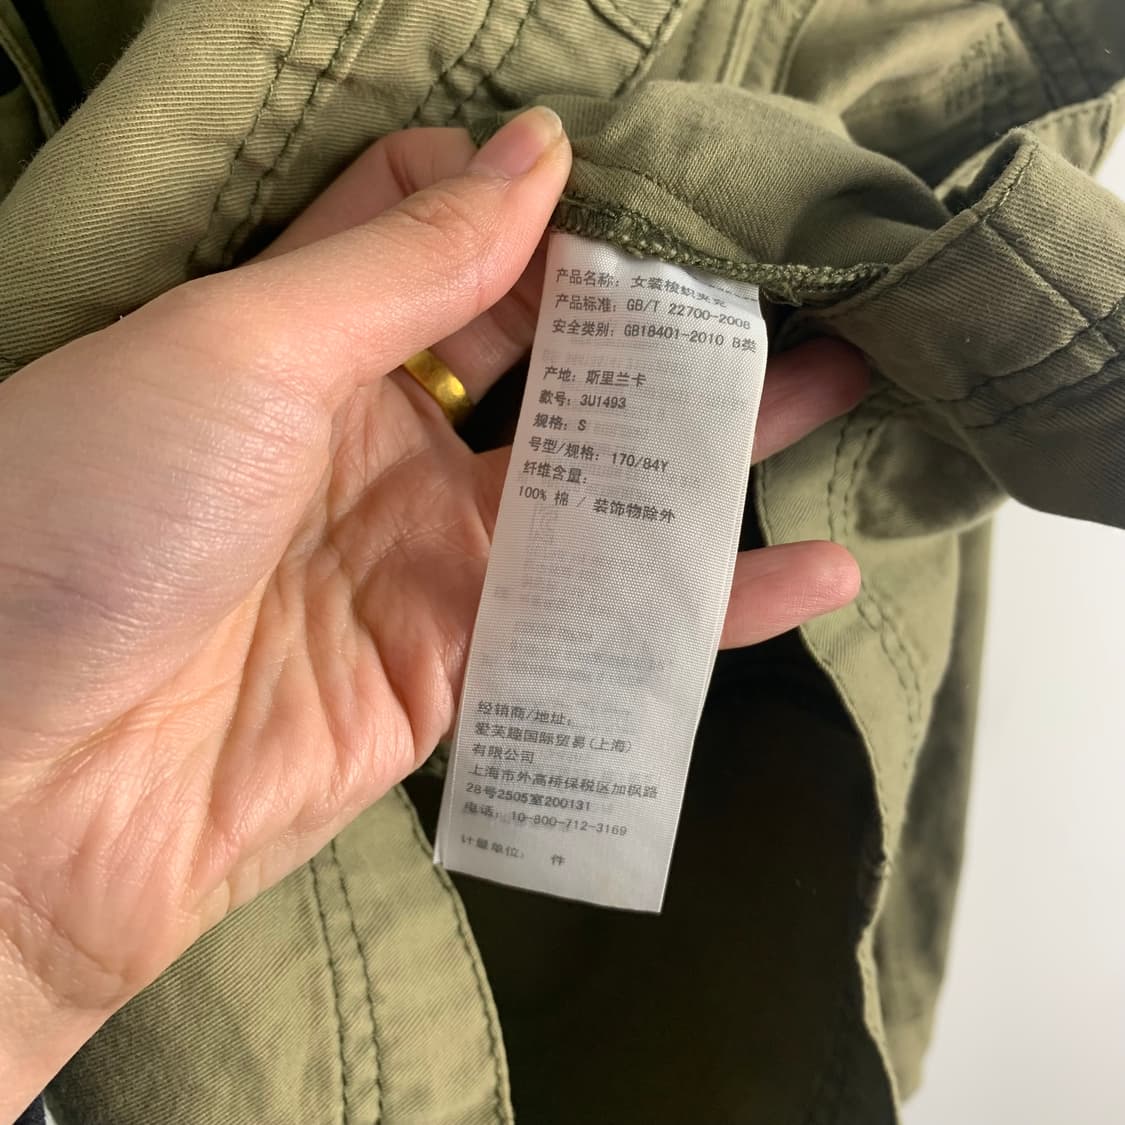 产品名称: 女装梭织夹克
产品标准: GB/T 22700-2008
安全类别: GB18401-2010 B类
产地: 斯里兰卡
款号: 3U1493
规格: S
号型/规格: 170/84Y
纤维含量:
100% 棉 / 装饰物除外
经销商/地址:
爱芙趣国际贸易(上海)
有限公司
上海市外高桥保税区加枫路
28号2505室200131
电话: 10-800-712-3169
计量单位: 件